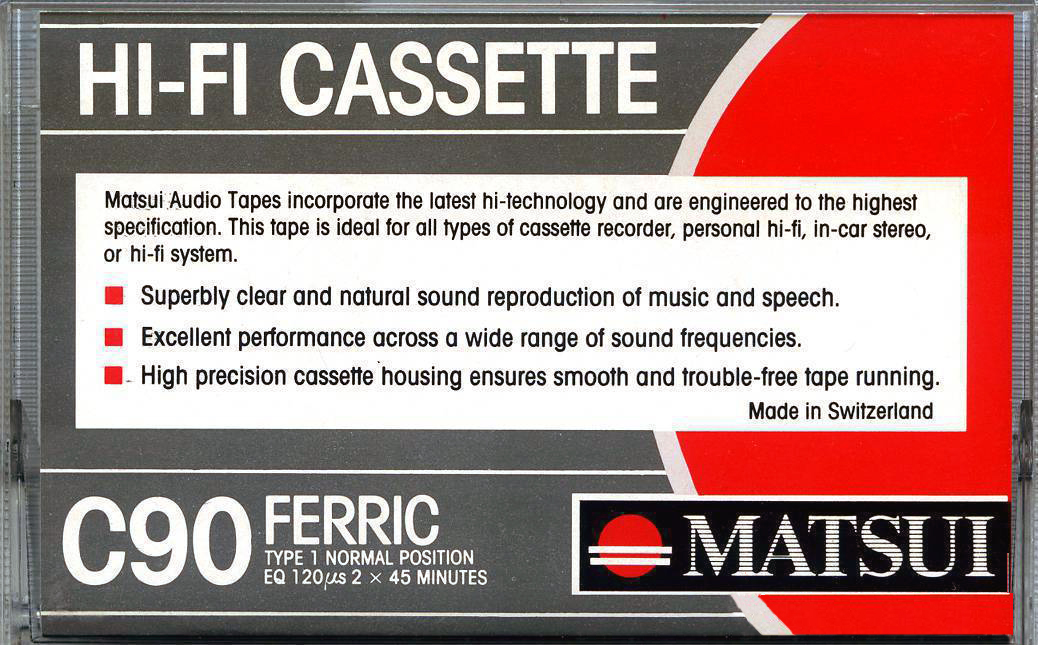 HI-FI CASSETTE
Matsui Audio Tapes incorporate the latest hi-technology and are engineered to the highest
specification. This tape is ideal for all types of cassette recorder, personal hi-fi, in-car stereo,
or hi-fi system.
Superbly clear and natural sound reproduction of music and speech.
Excellent performance across a wide range of sound frequencies.
High precision cassette housing ensures smooth and trouble-free tape running.
Made in Switzerland
C90 FERRIC
TYPE 1 NORMAL POSITION
EQ 120μs 2 × 45 MINUTES
MATSUI